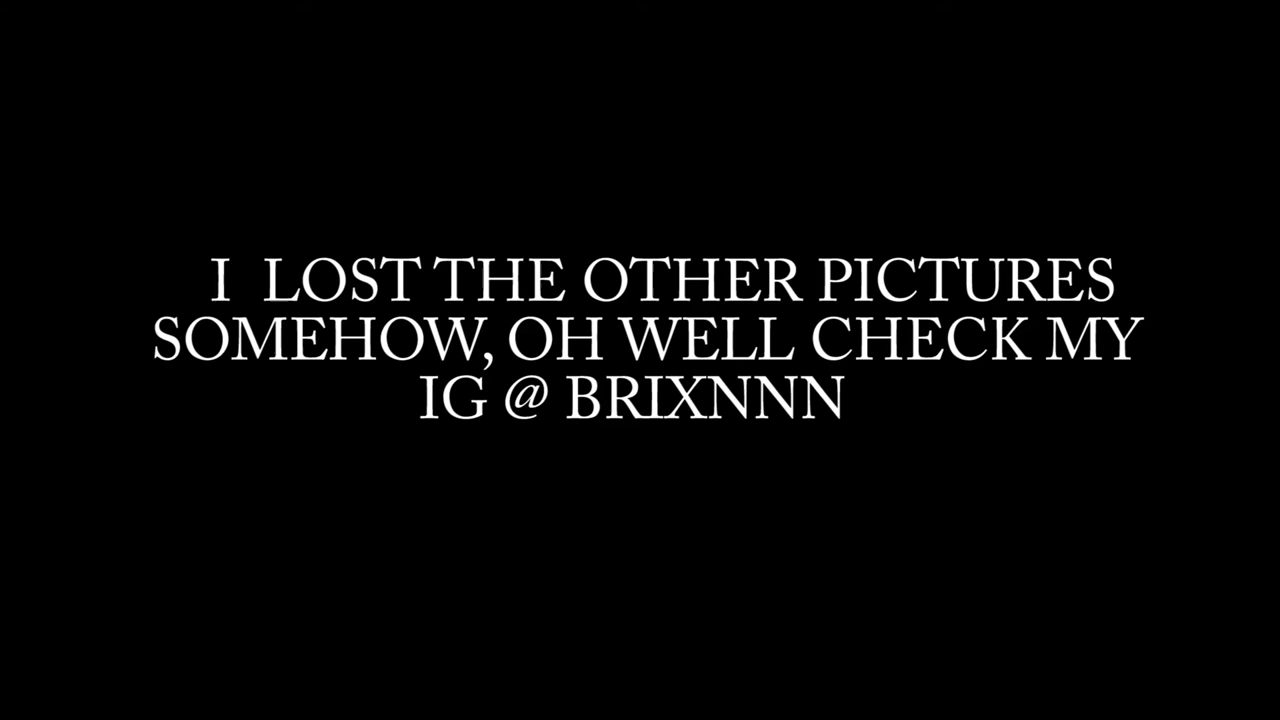 I LOST THE OTHER PICTURES
SOMEHOW, OH WELL CHECK MY
IG @ BRIXNNN